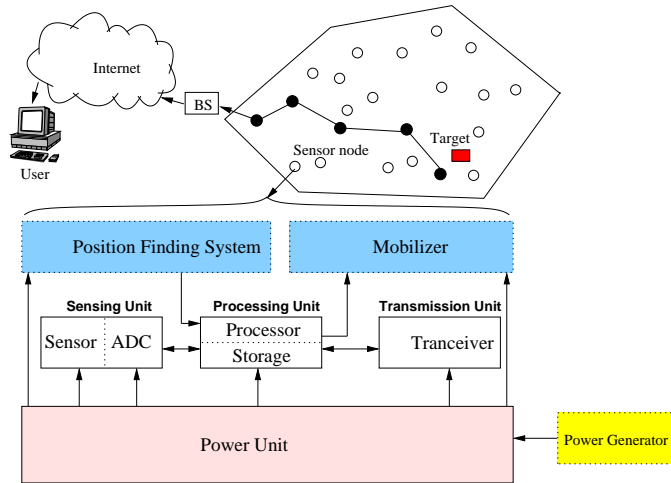 Internet
BS
Target
Sensor node
User
Position Finding System
Mobilizer
Sensing Unit
Processing Unit
Transmission Unit
Sensor
ADC
Processor
Storage
Tranceiver
Power Unit
Power Generator